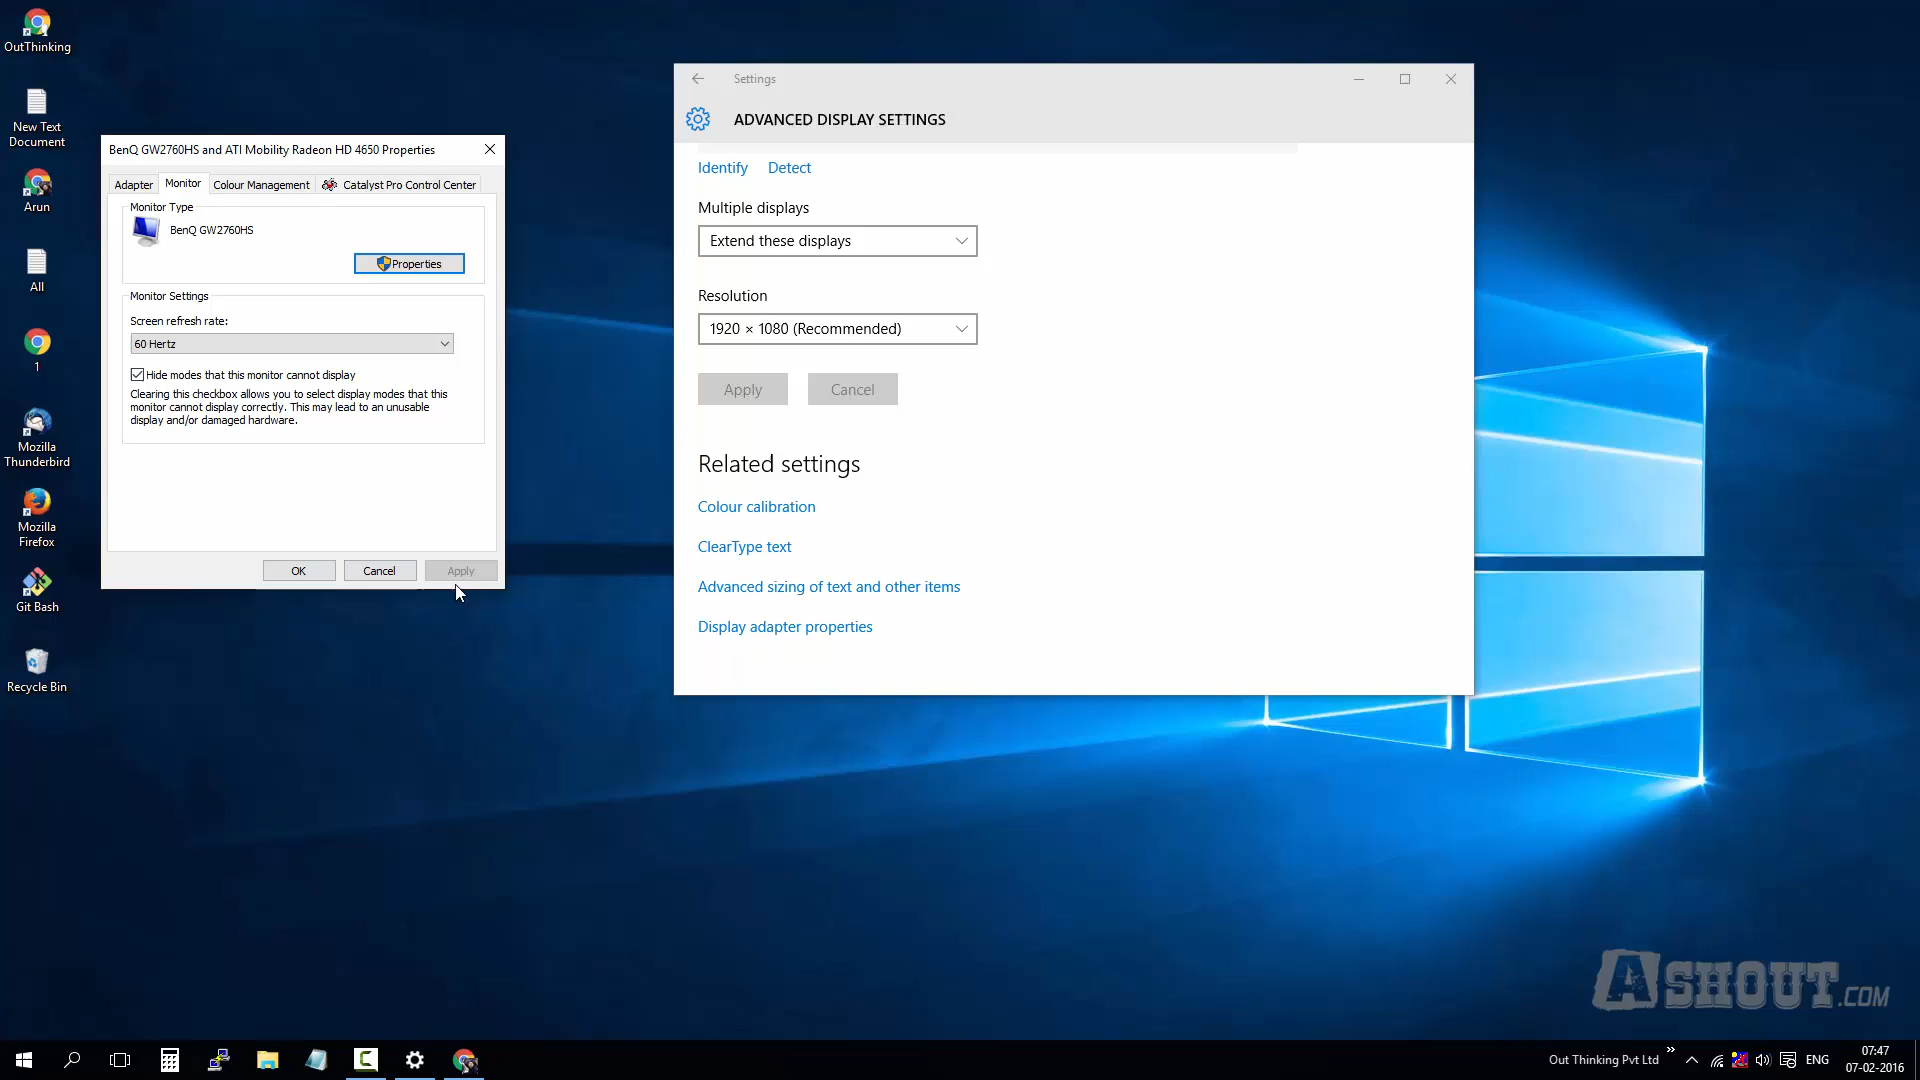 OutThinking
New Text
Document
Arun
All
1
Mozilla
Thunderbird
Mozilla
Firefox
Git Bash
Recycle Bin
BenQ GW2760HS and ATI Mobility Radeon HD 4650 Properties
Adapter
Monitor
Colour Management
Catalyst Pro Control Center
Monitor Type
BenQ GW2760HS
Properties
Monitor Settings
Screen refresh rate:
60 Hertz
Hide modes that this monitor cannot display
Clearing this checkbox allows you to select display modes that this
monitor cannot display correctly. This may lead to an unusable
display and/or damaged hardware.
OK
Cancel
Apply
Settings
ADVANCED DISPLAY SETTINGS
Identify
Detect
Multiple displays
Extend these displays
Resolution
1920 × 1080 (Recommended)
Apply
Cancel
Related settings
Colour calibration
ClearType text
Advanced sizing of text and other items
Display adapter properties
ASHOUT.COM
Out Thinking Pvt Ltd
ENG
07:47
07-02-2016